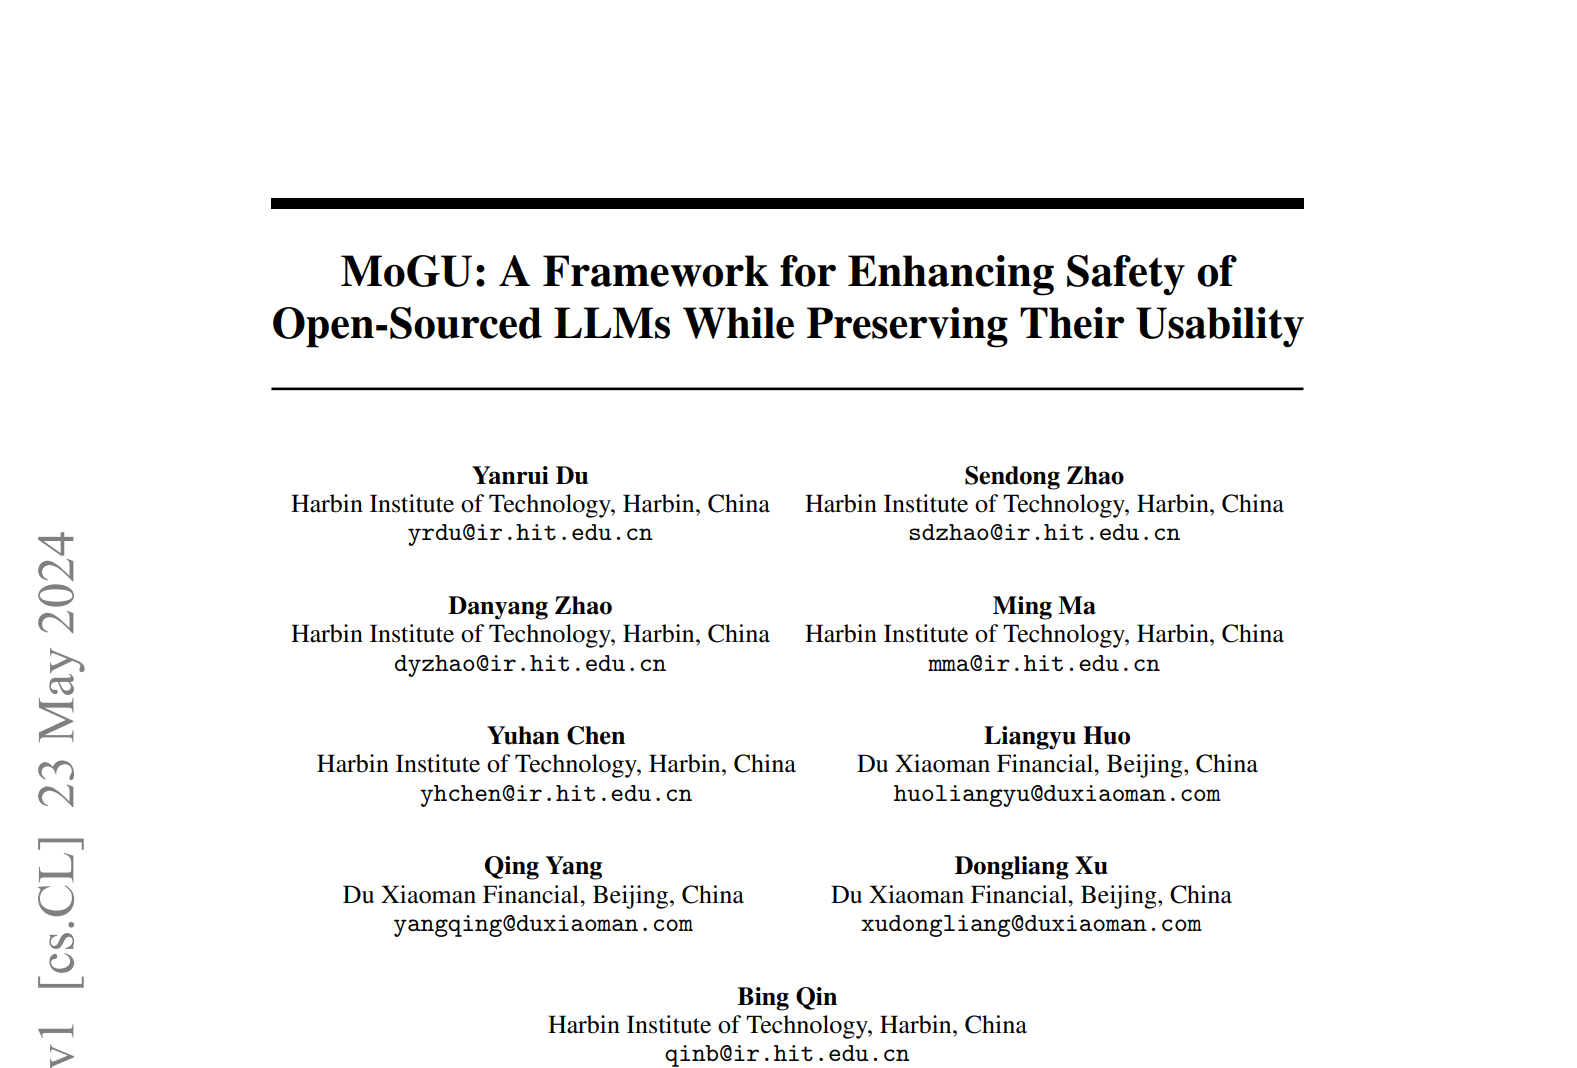 MoGU: A Framework for Enhancing Safety of
Open-Sourced LLMs While Preserving Their Usability
Yanrui Du
Harbin Institute of Technology, Harbin, China
yrdu@ir.hit.edu.cn
Sendong Zhao
Harbin Institute of Technology, Harbin, China
sdzhao@ir.hit.edu.cn
Danyang Zhao
Harbin Institute of Technology, Harbin, China
dyzhao@ir.hit.edu.cn
Ming Ma
Harbin Institute of Technology, Harbin, China
mma@ir.hit.edu.cn
Yuhan Chen
Harbin Institute of Technology, Harbin, China
yhchen@ir.hit.edu.cn
Liangyu Huo
Du Xiaoman Financial, Beijing, China
huoliangyu@duxiaoman.com
Qing Yang
Du Xiaoman Financial, Beijing, China
yangqing@duxiaoman.com
Dongliang Xu
Du Xiaoman Financial, Beijing, China
xudongliang@duxiaoman.com
Bing Qin
Harbin Institute of Technology, Harbin, China
qinb@ir.hit.edu.cn
v1 [cs.CL] 23 May 2024